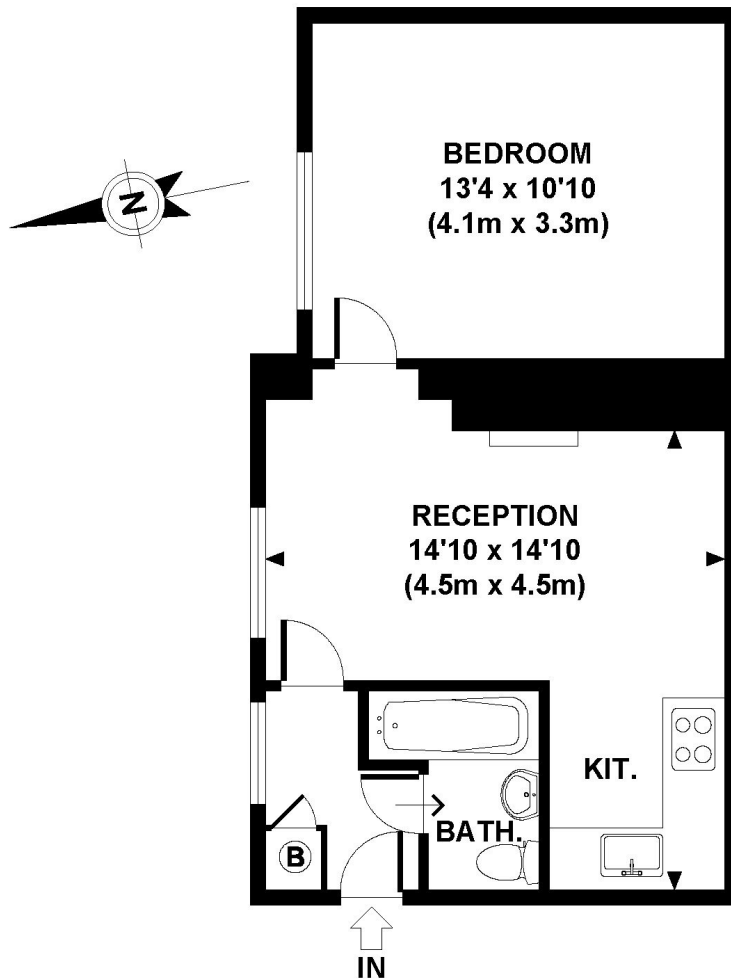 BEDROOM
13'4 x 10'10
(4.1m x 3.3m)
N
RECEPTION
14'10 x 14'10
(4.5m x 4.5m)
KIT.
BATH.
B
IN